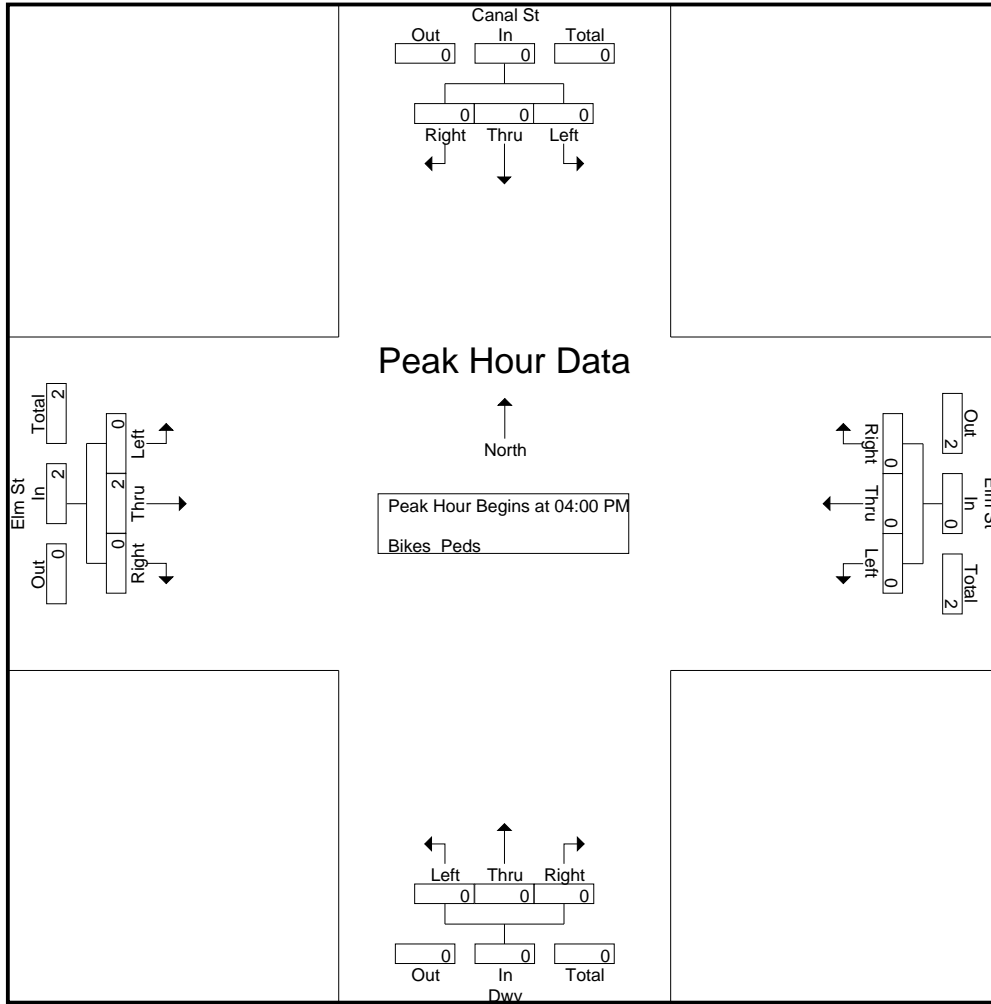 Canal St
Out In Total
0 0 0
0 0 0
Right Thru Left
Peak Hour Data
North
Peak Hour Begins at 04:00 PM
Bikes Peds
Elm St
Out In Total
0 2 2
Right Thru Left
0 2 0
Elm St
Out In Total
2 0 2
Right Thru Left
0 0 0
Left Thru Right
0 0 0
0 0 0
Out In Total
Dwy